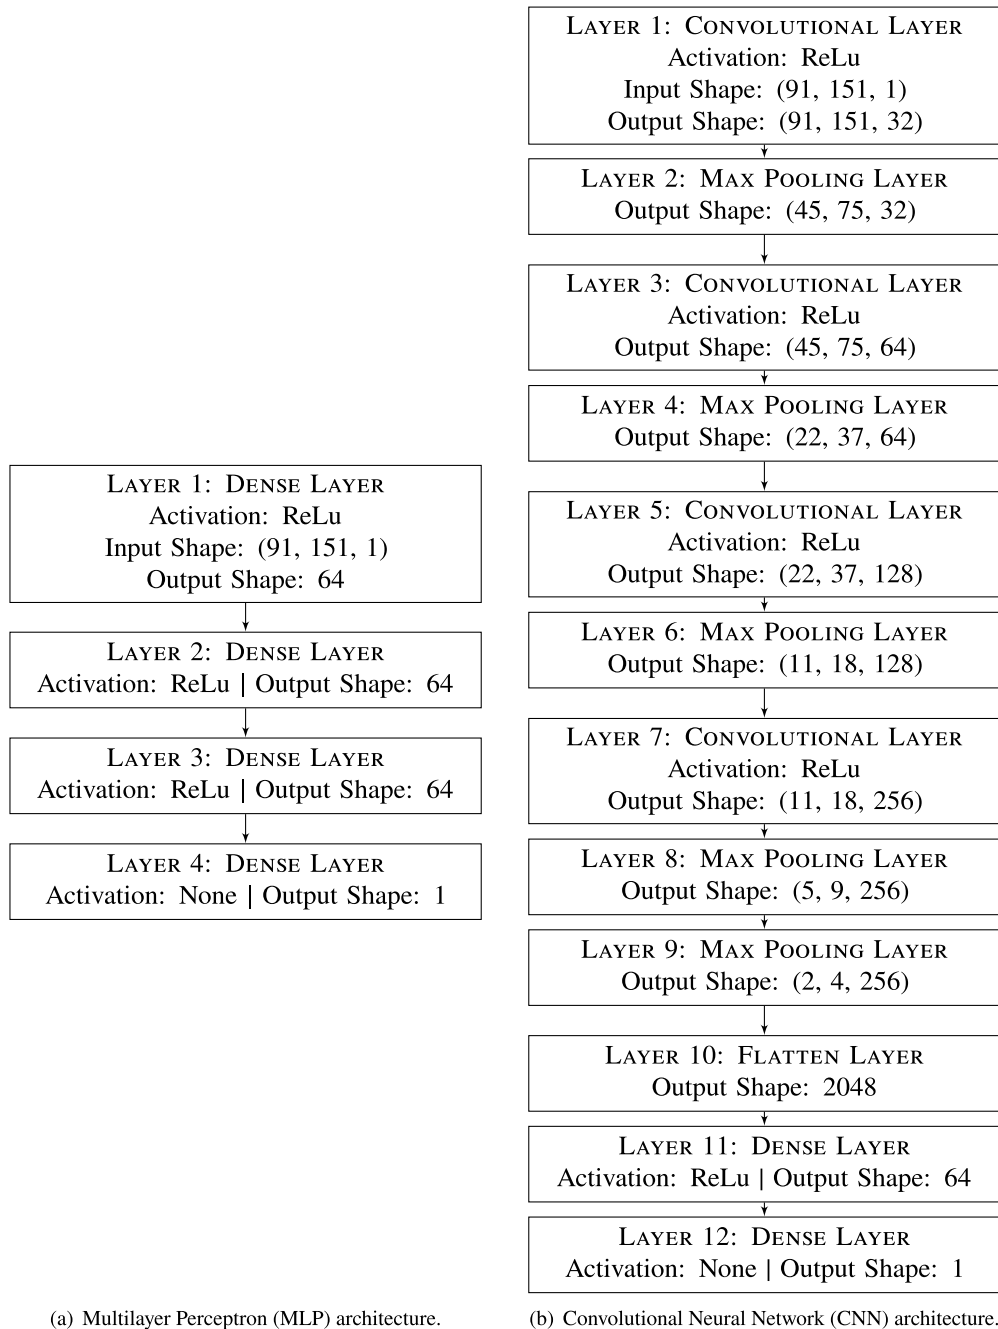 LAYER 1: DENSE LAYER
Activation: ReLu
Input Shape: (91, 151, 1)
Output Shape: 64
LAYER 2: DENSE LAYER
Activation: ReLu | Output Shape: 64
LAYER 3: DENSE LAYER
Activation: ReLu | Output Shape: 64
LAYER 4: DENSE LAYER
Activation: None | Output Shape: 1
(a) Multilayer Perceptron (MLP) architecture.
LAYER 1: CONVOLUTIONAL LAYER
Activation: ReLu
Input Shape: (91, 151, 1)
Output Shape: (91, 151, 32)
LAYER 2: MAX POOLING LAYER
Output Shape: (45, 75, 32)
LAYER 3: CONVOLUTIONAL LAYER
Activation: ReLu
Output Shape: (45, 75, 64)
LAYER 4: MAX POOLING LAYER
Output Shape: (22, 37, 64)
LAYER 5: CONVOLUTIONAL LAYER
Activation: ReLu
Output Shape: (22, 37, 128)
LAYER 6: MAX POOLING LAYER
Output Shape: (11, 18, 128)
LAYER 7: CONVOLUTIONAL LAYER
Activation: ReLu
Output Shape: (11, 18, 256)
LAYER 8: MAX POOLING LAYER
Output Shape: (5, 9, 256)
LAYER 9: MAX POOLING LAYER
Output Shape: (2, 4, 256)
LAYER 10: FLATTEN LAYER
Output Shape: 2048
LAYER 11: DENSE LAYER
Activation: ReLu | Output Shape: 64
LAYER 12: DENSE LAYER
Activation: None | Output Shape: 1
(b) Convolutional Neural Network (CNN) architecture.